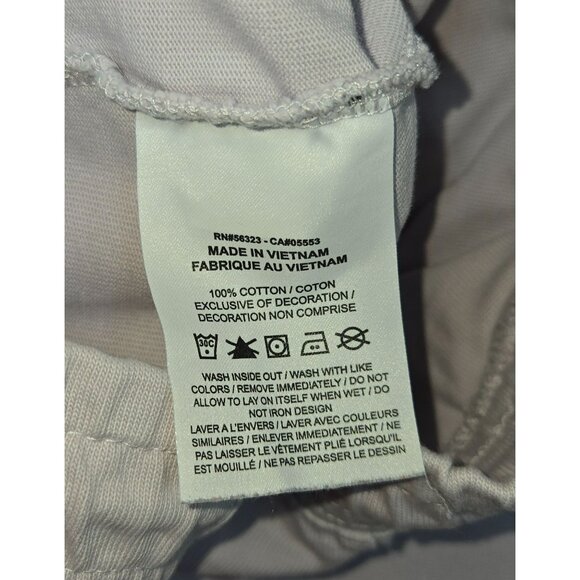 RN#56323 - CA#05553
MADE IN VIETNAM
FABRIQUE AU VIETNAM
100% COTTON / COTON
EXCLUSIVE OF DECORATION /
DECORATION NON COMPRISE
30C
WASH INSIDE OUT / WASH WITH LIKE
COLORS / REMOVE IMMEDIATELY / DO NOT
ALLOW TO LAY ON ITSELF WHEN WET / DO
NOT IRON DESIGN
LAVER A L'ENVERS / LAVER AVEC COULEURS
SIMILAIRES / ENLEVER IMMEDIATEMENT / NE
PAS LAISSER LE VÊTEMENT PLIÉ LORSQU'IL
EST MOUILLÉ / NE PAS REPASSER LE DESSIN